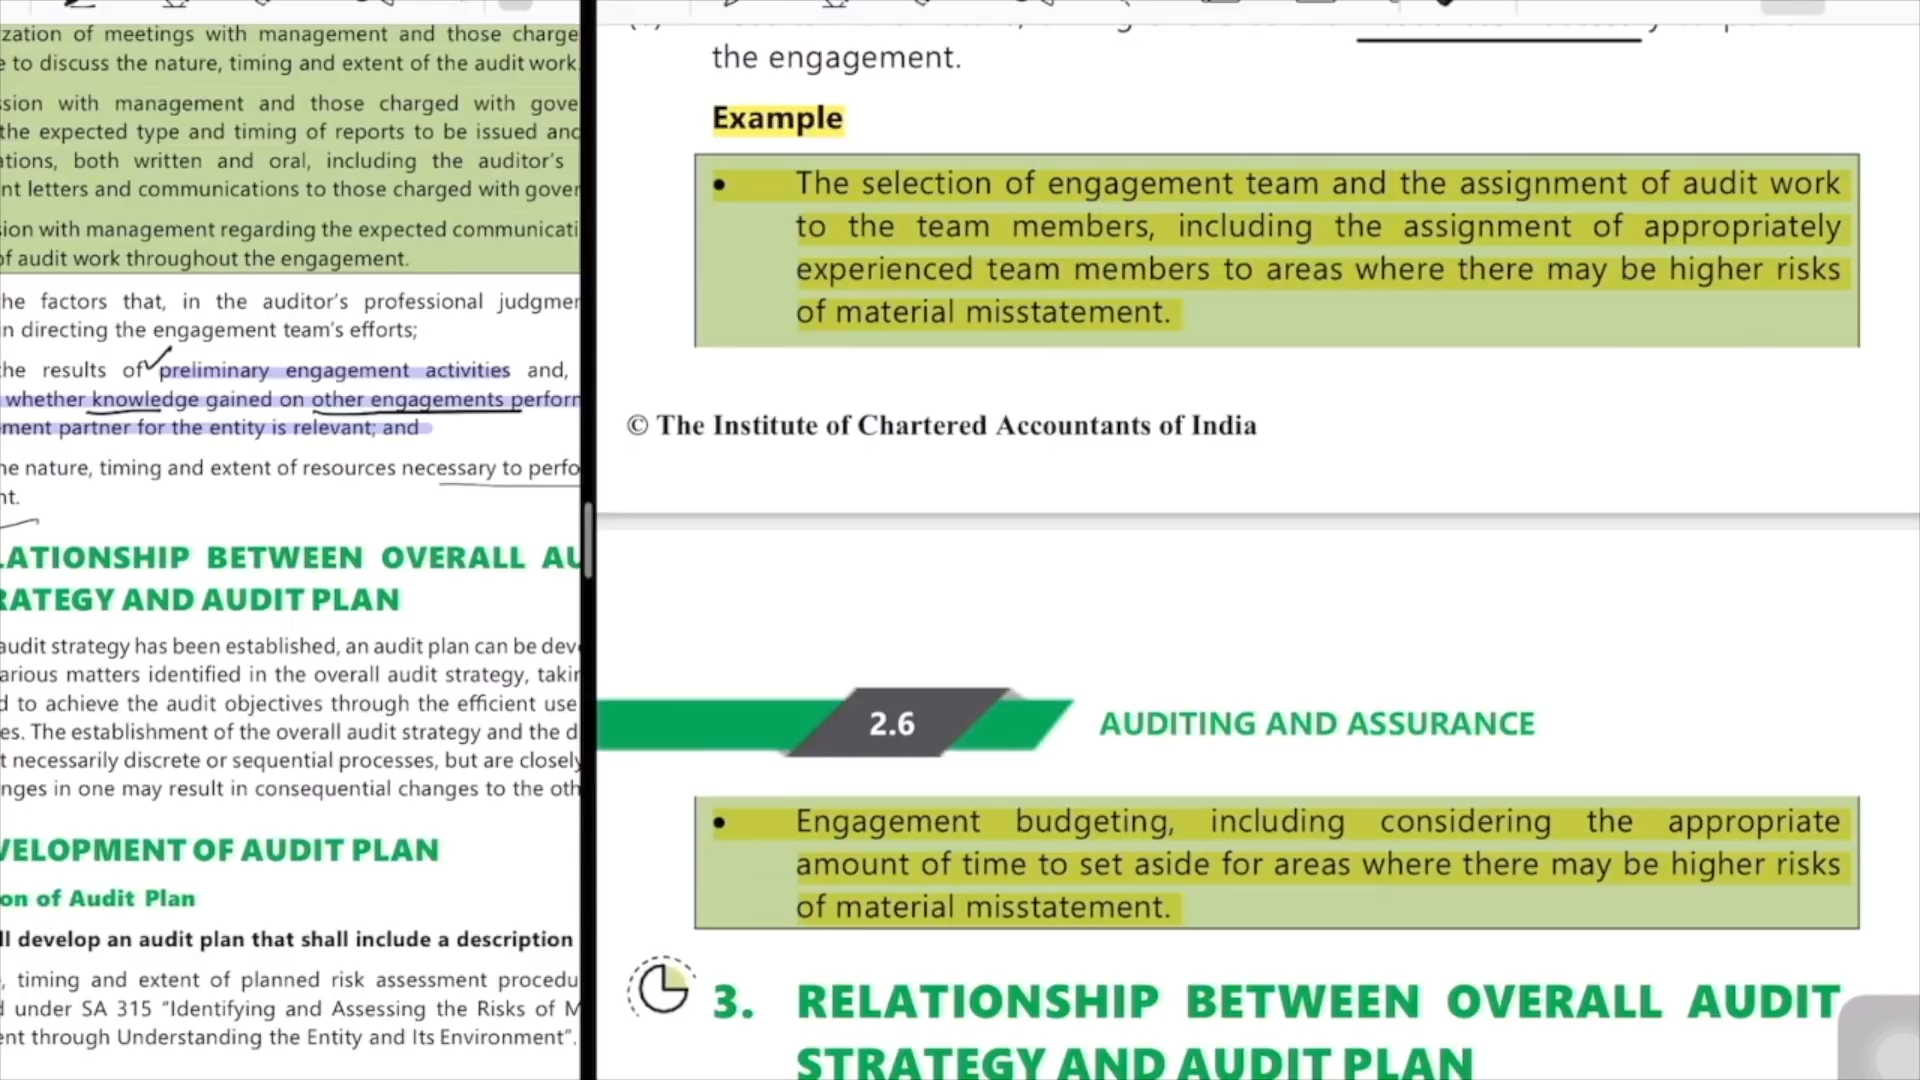 zation of meetings with management and those charge
e to discuss the nature, timing and extent of the audit work.
ssion with management and those charged with gove
the expected type and timing of reports to be issued and
ations, both written and oral, including the auditor's
nt letters and communications to those charged with gover
sion with management regarding the expected communicati
of audit work throughout the engagement.
he factors that, in the auditor's professional judgmen
in directing the engagement team's efforts;
he results of preliminary engagement activities and,
whether knowledge gained on other engagements perform
ment partner for the entity is relevant; and
he nature, timing and extent of resources necessary to perfo
nt.
LATIONSHIP BETWEEN OVERALL AU
RATEGY AND AUDIT PLAN
audit strategy has been established, an audit plan can be deve
arious matters identified in the overall audit strategy, takin
d to achieve the audit objectives through the efficient use
es. The establishment of the overall audit strategy and the d
t necessarily discrete or sequential processes, but are closely
nges in one may result in consequential changes to the oth
VELOPMENT OF AUDIT PLAN
on of Audit Plan
ll develop an audit plan that shall include a description
, timing and extent of planned risk assessment procedu
d under SA 315 "Identifying and Assessing the Risks of M
ent through Understanding the Entity and Its Environment".
the engagement.
Example
• The selection of engagement team and the assignment of audit work
to the team members, including the assignment of appropriately
experienced team members to areas where there may be higher risks
of material misstatement.
© The Institute of Chartered Accountants of India
2.6 AUDITING AND ASSURANCE
• Engagement budgeting, including considering the appropriate
amount of time to set aside for areas where there may be higher risks
of material misstatement.
3. RELATIONSHIP BETWEEN OVERALL AUDIT
STRATEGY AND AUDIT PLAN